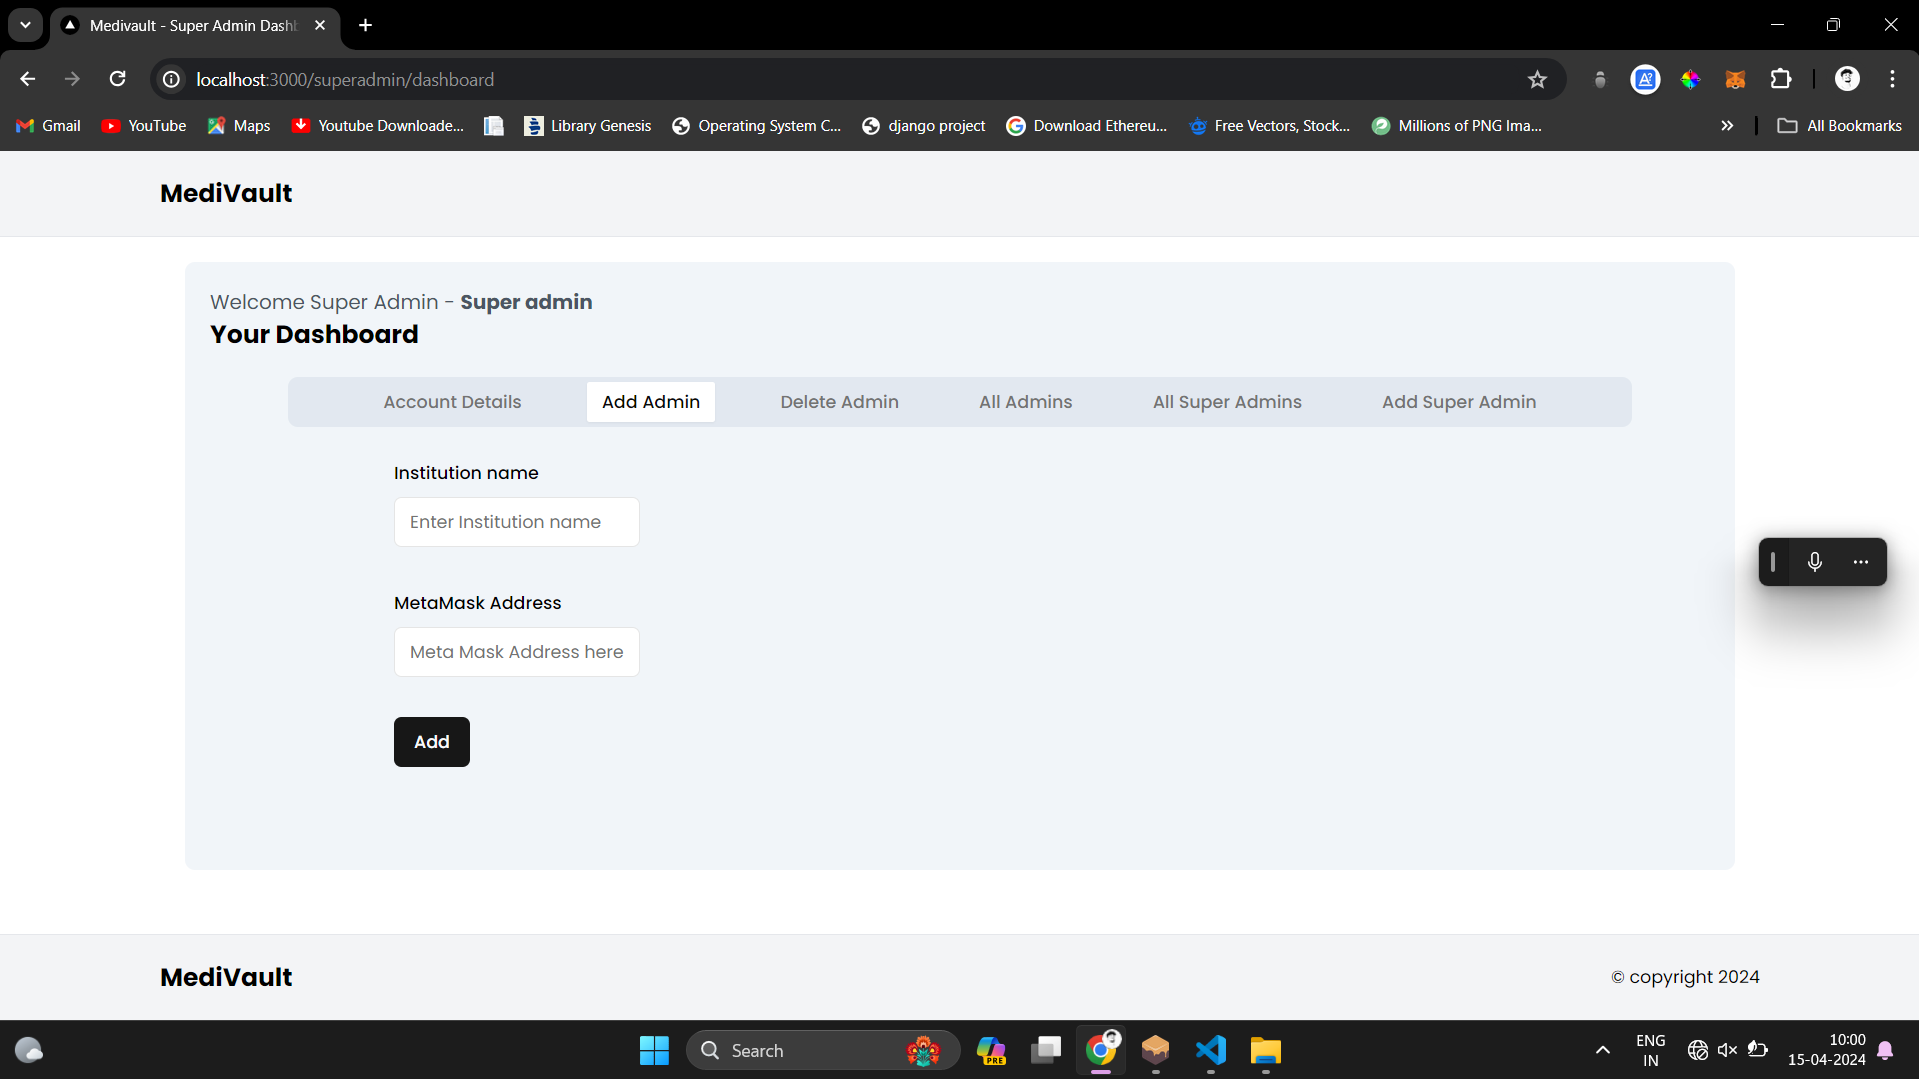 Medivault - Super Admin Dashb
localhost:3000/superadmin/dashboard
Gmail YouTube Maps Youtube Downloade... Library Genesis Operating System C... django project Download Ethereu... Free Vectors, Stock... Millions of PNG Ima... All Bookmarks
MediVault
Welcome Super Admin - Super admin
Your Dashboard
Account Details Add Admin Delete Admin All Admins All Super Admins Add Super Admin
Institution name
Enter Institution name
MetaMask Address
Meta Mask Address here
Add
MediVault © copyright 2024
Search PRE ENG 10:00
IN 15-04-2024